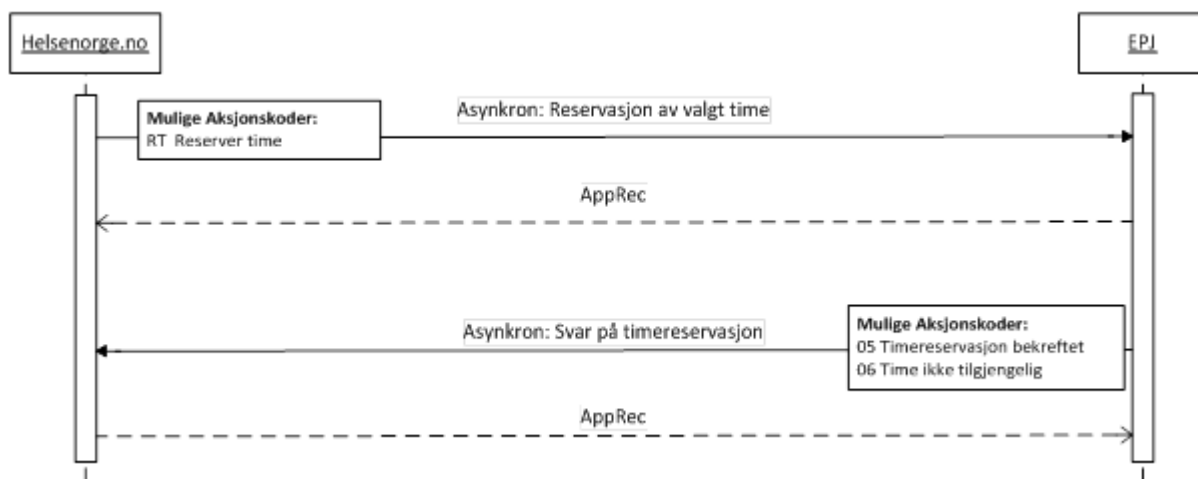 Helsenorge.no
EPJ
Mulige Aksjonskoder:
RT Reserver time
Asynkron: Reservasjon av valgt time
AppRec
Asynkron: Svar på timereservasjon
Mulige Aksjonskoder:
05 Timereservasjon bekreftet
06 Time ikke tilgjengelig
AppRec